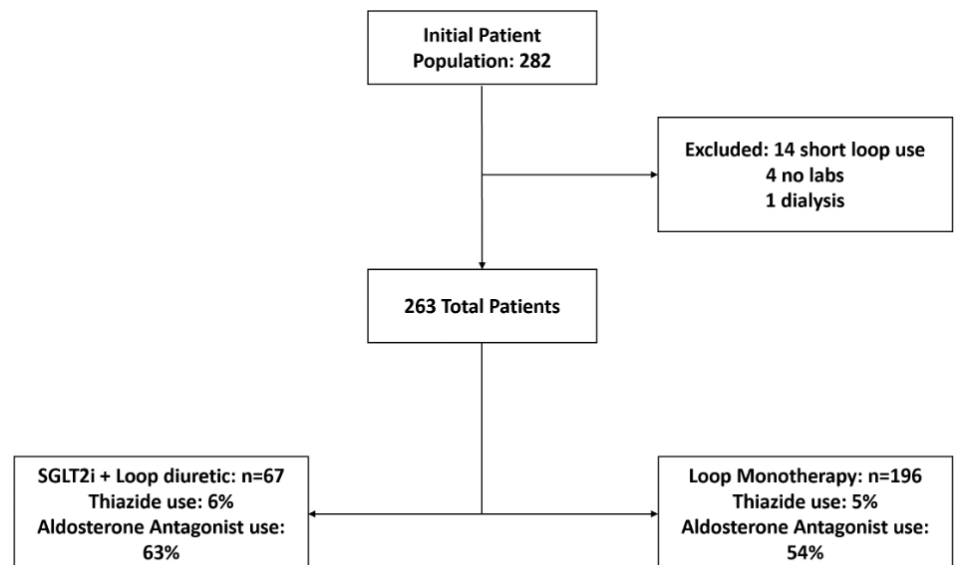 Initial Patient
Population: 282
Excluded: 14 short loop use
4 no labs
1 dialysis
263 Total Patients
SGLT2i + Loop diuretic: n=67
Thiazide use: 6%
Aldosterone Antagonist use:
63%
Loop Monotherapy: n=196
Thiazide use: 5%
Aldosterone Antagonist use:
54%